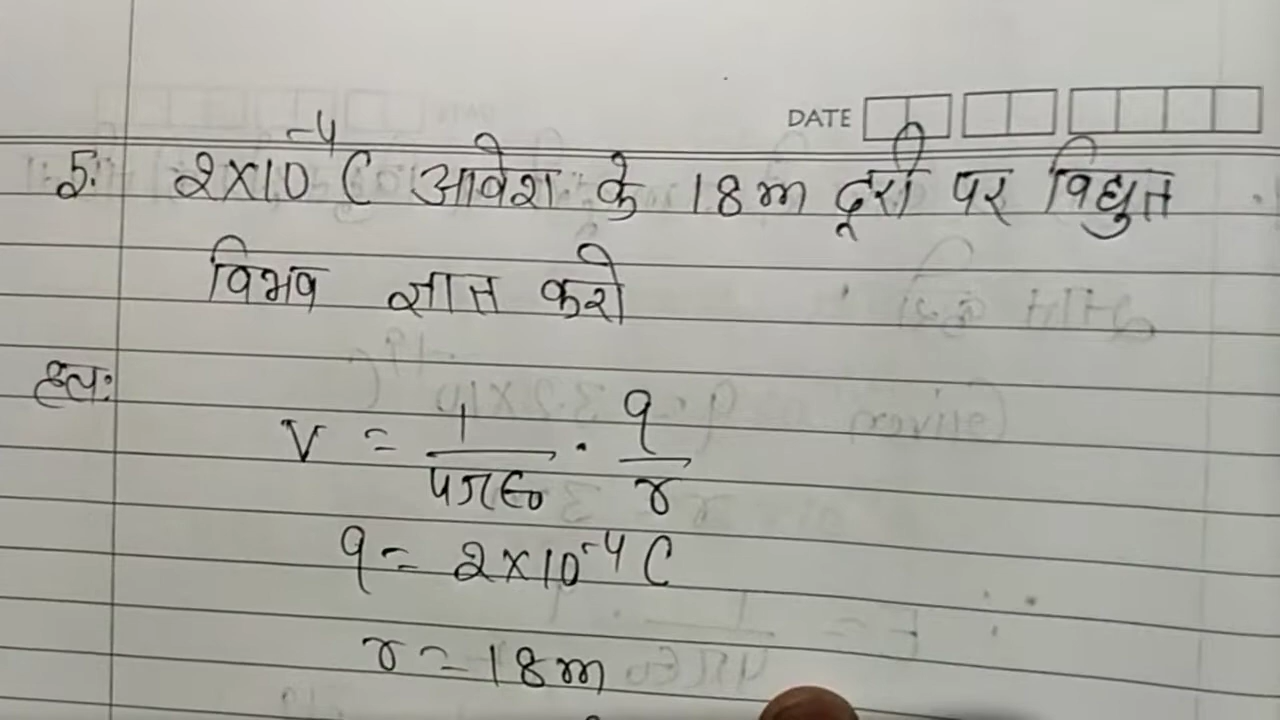 DATE
5. 2×10⁻⁴ C आवेश के 18m दूरी पर विद्युत
विभव ज्ञात करो
हल:
V = 1/4πε₀ · q/r
q = 2×10⁻⁴ C
r = 18m